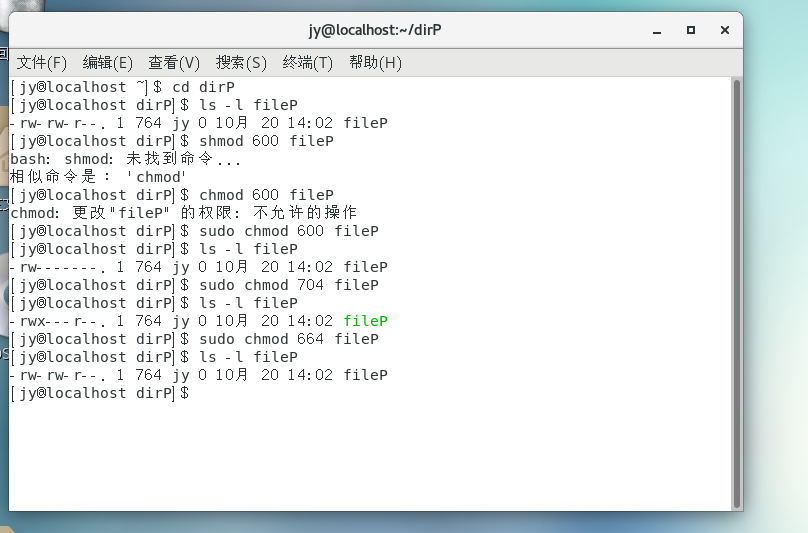 jy@localhost:~/dirP
文件(F) 编辑(E) 查看(V) 搜索(S) 终端(T) 帮助(H)
[jy@localhost ~]$ cd dirP
[jy@localhost dirP]$ ls -l fileP
-rw-rw-r--. 1 764 jy 0 10月 20 14:02 fileP
[jy@localhost dirP]$ shmod 600 fileP
bash: shmod: 未找到命令...
相似命令是: 'chmod'
[jy@localhost dirP]$ chmod 600 fileP
chmod: 更改"fileP" 的权限: 不允许的操作
[jy@localhost dirP]$ sudo chmod 600 fileP
[jy@localhost dirP]$ ls -l fileP
-rw-------. 1 764 jy 0 10月 20 14:02 fileP
[jy@localhost dirP]$ sudo chmod 704 fileP
[jy@localhost dirP]$ ls -l fileP
-rwx---r--. 1 764 jy 0 10月 20 14:02 fileP
[jy@localhost dirP]$ sudo chmod 664 fileP
[jy@localhost dirP]$ ls -l fileP
-rw-rw-r--. 1 764 jy 0 10月 20 14:02 fileP
[jy@localhost dirP]$